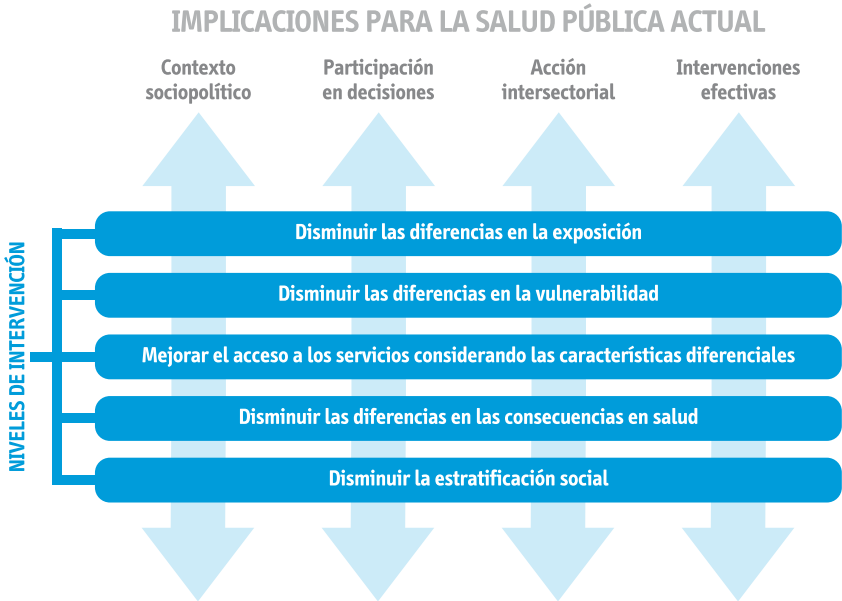 IMPLICACIONES PARA LA SALUD PÚBLICA ACTUAL
Contexto
sociopolítico
Participación
en decisiones
Acción
intersectorial
Intervenciones
efectivas
NIVELES DE INTERVENCIÓN
Disminuir las diferencias en la exposición
Disminuir las diferencias en la vulnerabilidad
Mejorar el acceso a los servicios considerando las características diferenciales
Disminuir las diferencias en las consecuencias en salud
Disminuir la estratificación social